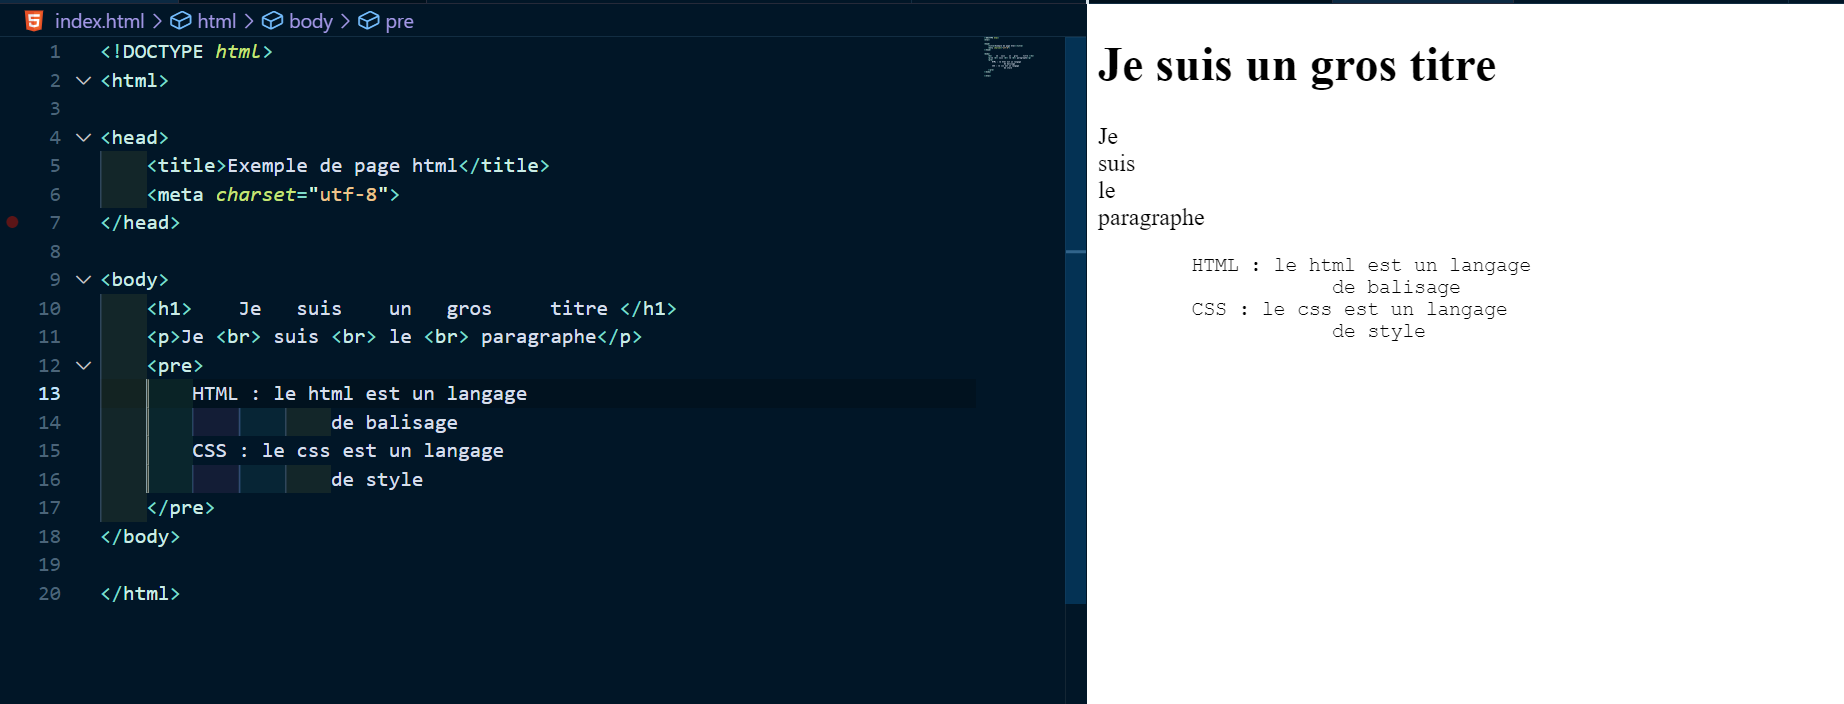 index.html > html > body > pre
1 <!DOCTYPE html>
2 <html>
3
4 <head>
5     <title>Exemple de page html</title>
6     <meta charset="utf-8">
7 </head>
8
9 <body>
10     <h1>    Je   suis    un   gros     titre </h1>
11     <p>Je <br> suis <br> le <br> paragraphe</p>
12     <pre>
13         HTML : le html est un langage
14                     de balisage
15         CSS : le css est un langage
16                     de style
17     </pre>
18 </body>
19
20 </html>
Je suis un gros titre
Je
suis
le
paragraphe
HTML : le html est un langage
de balisage
CSS : le css est un langage
de style